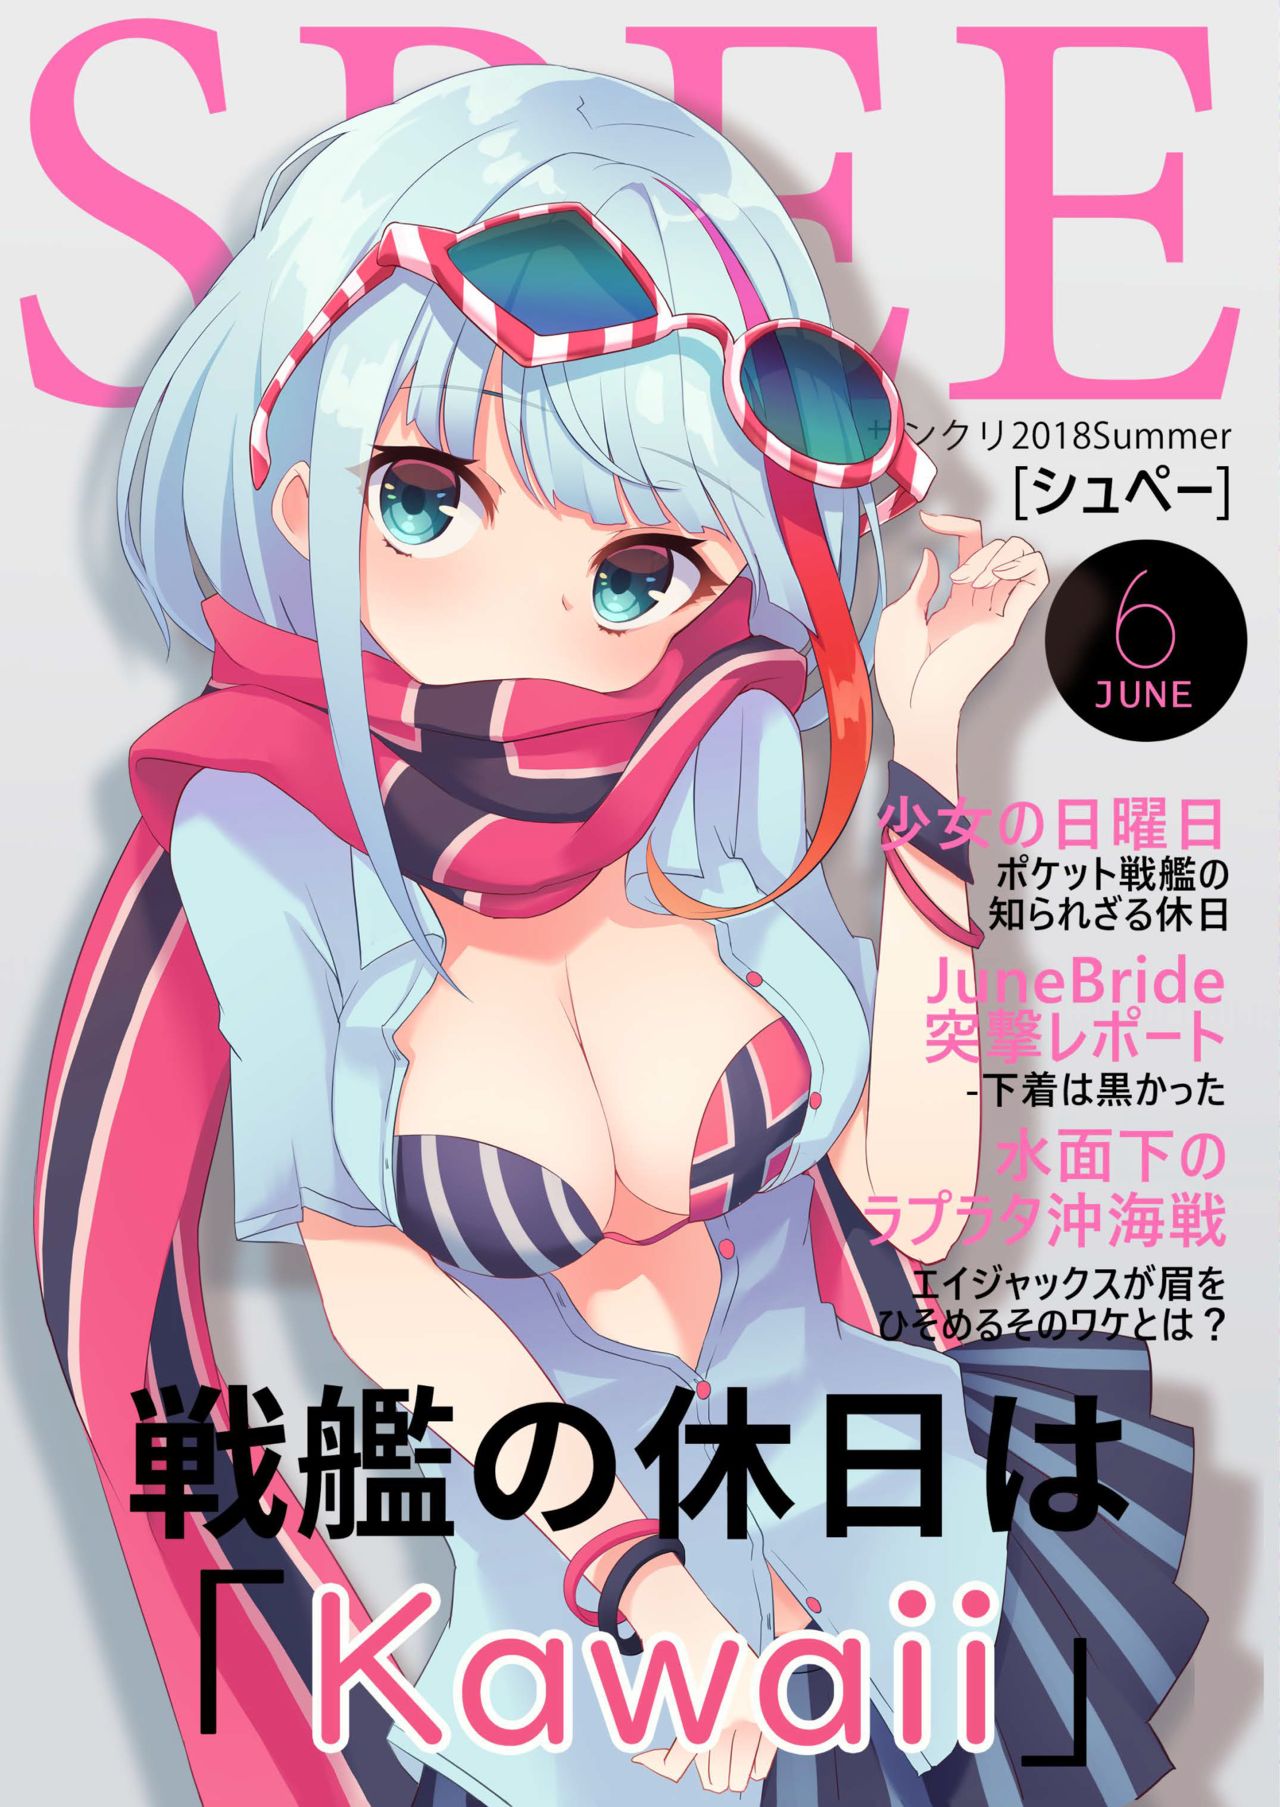 SPEE
サンクリ2018Summer
[シュペー]
6
JUNE
少女の日曜日
ポケット戦艦の
知られざる休日
JuneBride
突撃レポート
-下着は黒かった
水面下の
ラプラタ沖海戦
エイジャックスが眉を
ひそめるそのワケとは？
戦艦の休日は
「Kawaii」